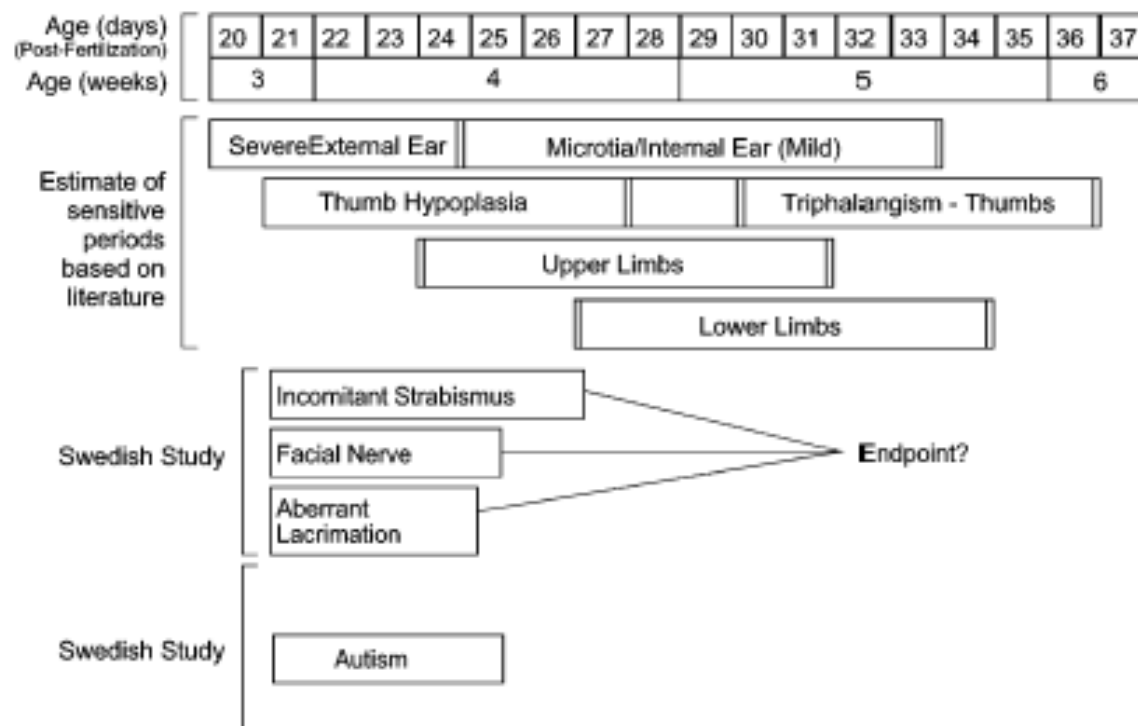 Age (days)
(Post-Fertilization)
20 21 22 23 24 25 26 27 28 29 30 31 32 33 34 35 36 37
Age (weeks)
3 4 5 6
Estimate of
sensitive
periods
based on
literature
SevereExternal Ear
Microtia/Internal Ear (Mild)
Thumb Hypoplasia
Triphalangism - Thumbs
Upper Limbs
Lower Limbs
Swedish Study
Incomitant Strabismus
Facial Nerve
Aberrant
Lacrimation
Endpoint?
Swedish Study
Autism